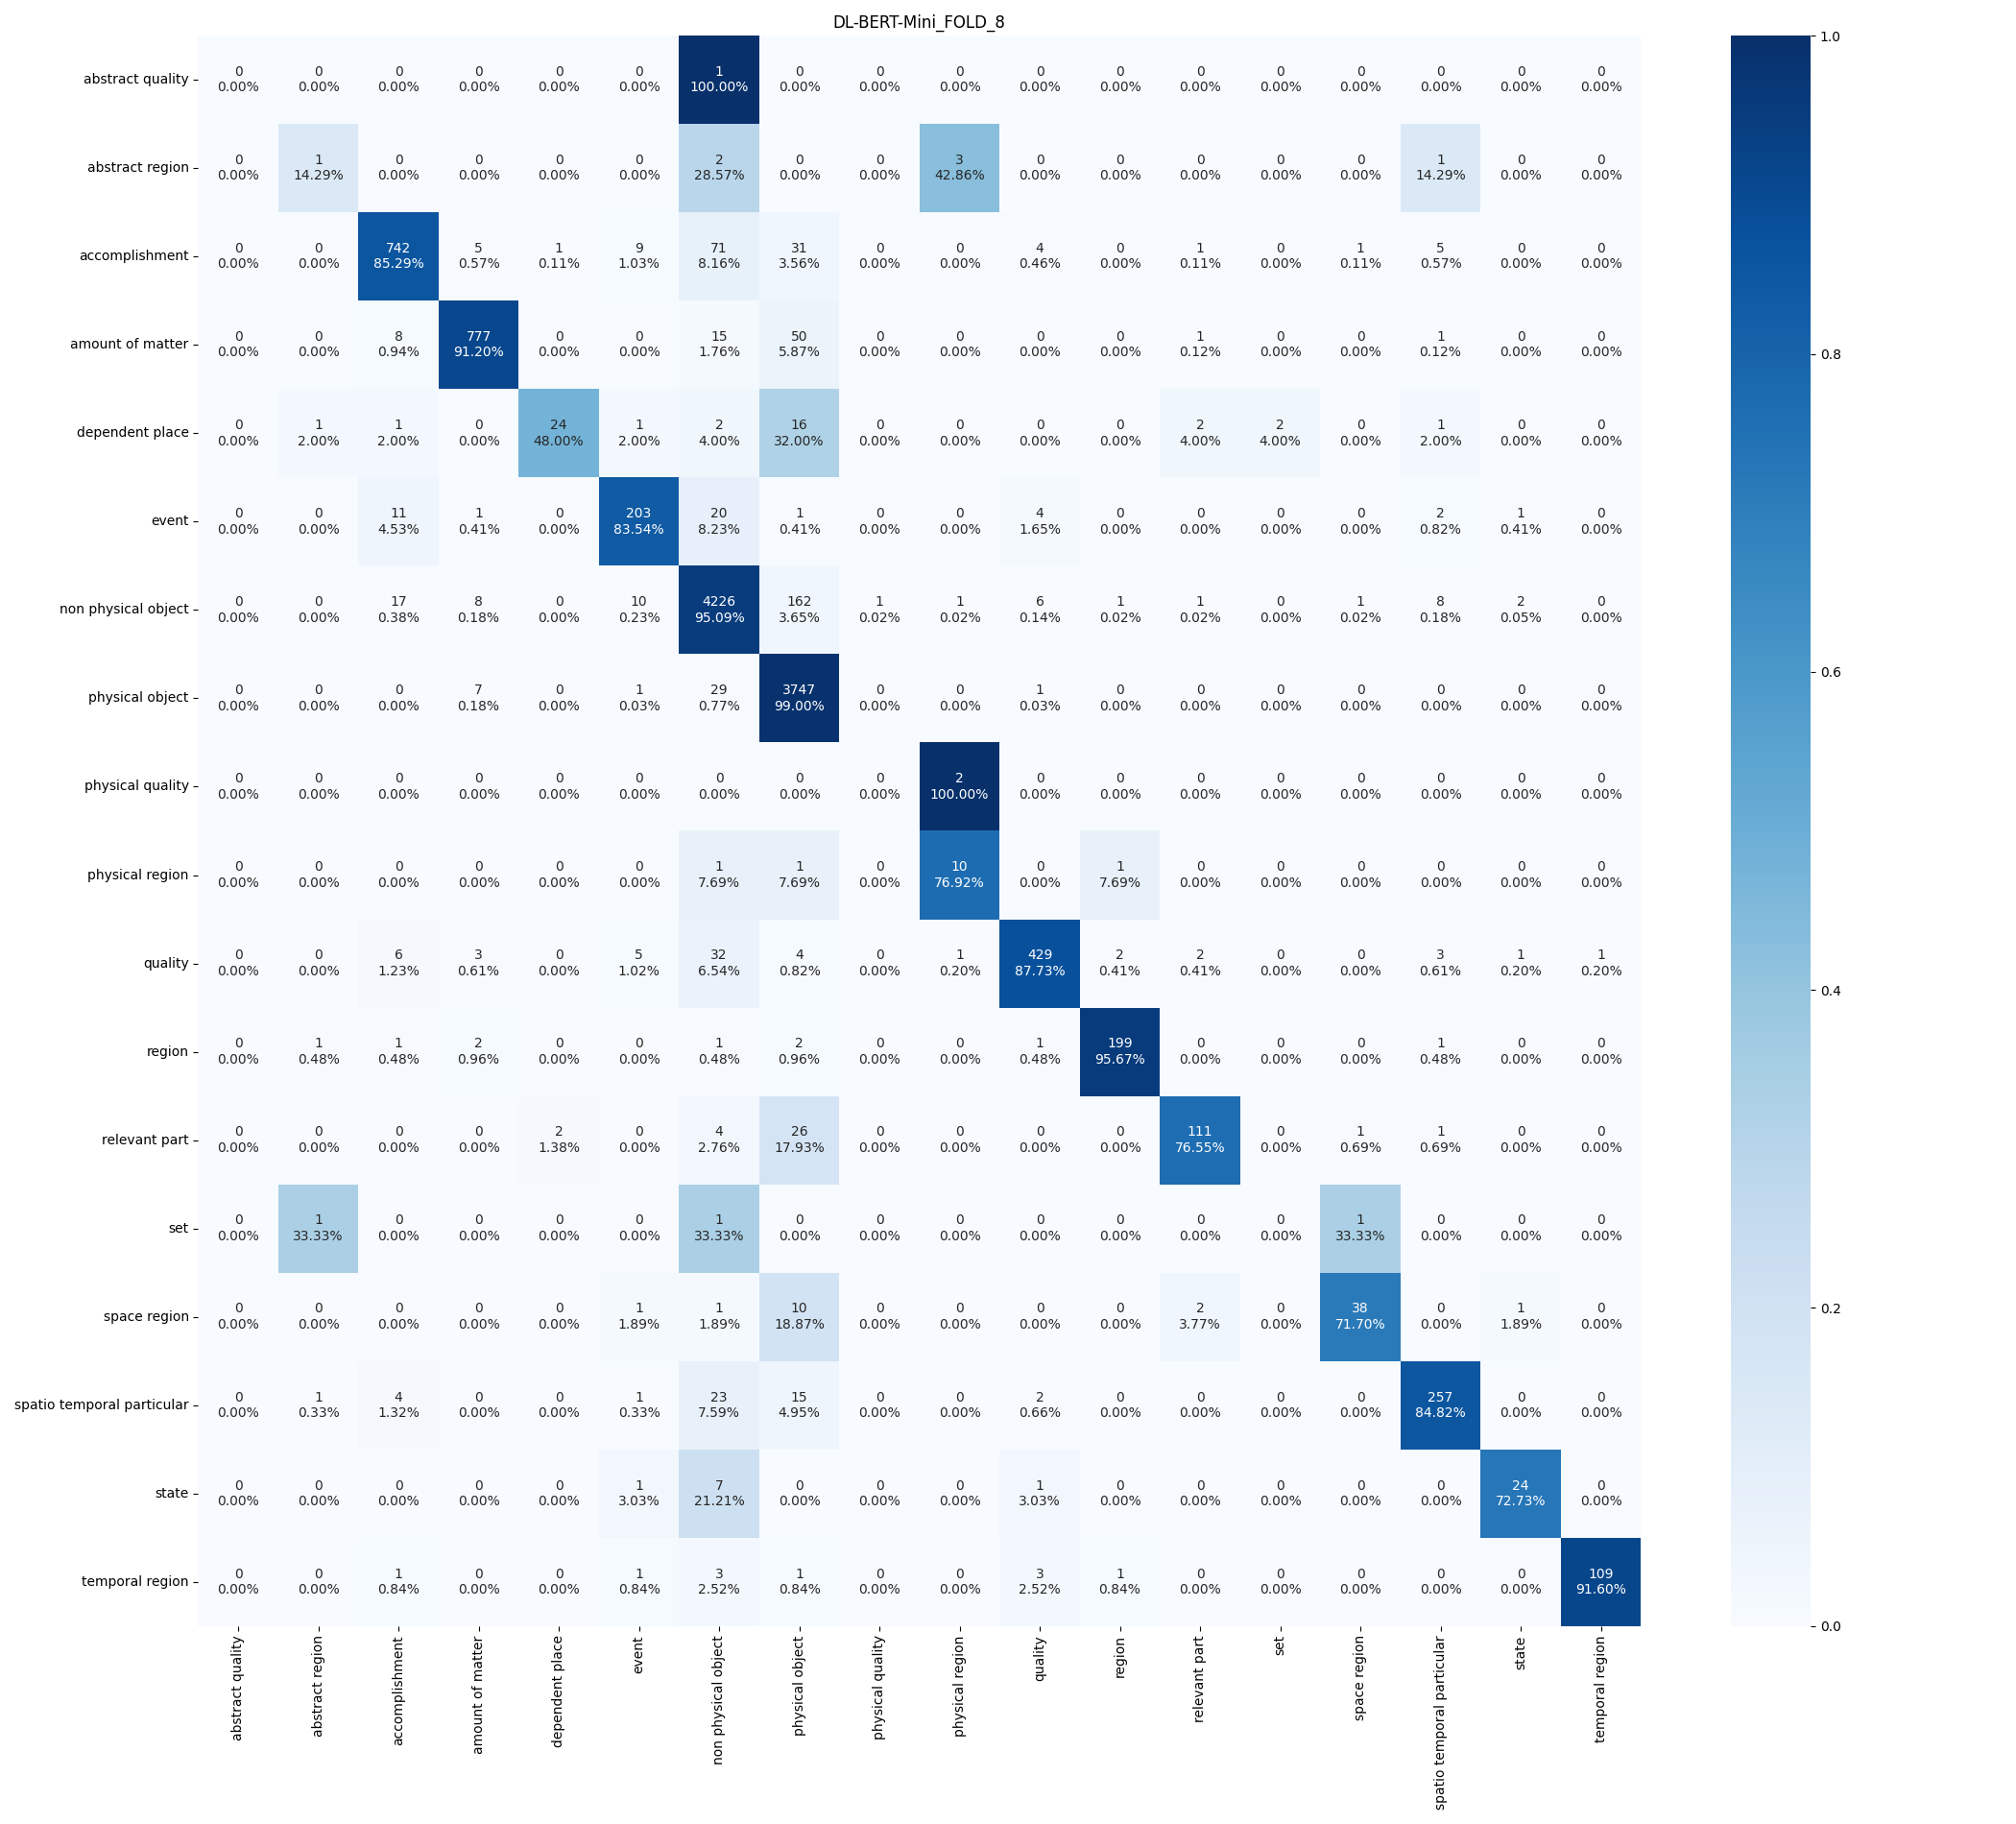 DL-BERT-Mini_FOLD_8
abstract quality 0 0 0 0 0 0 1 0 0 0 0 0 0 0 0 0 0 0
0.00% 0.00% 0.00% 0.00% 0.00% 0.00% 100.00% 0.00% 0.00% 0.00% 0.00% 0.00% 0.00% 0.00% 0.00% 0.00% 0.00% 0.00%
abstract region 0 1 0 0 0 0 2 0 0 3 0 0 0 0 0 1 0 0
0.00% 14.29% 0.00% 0.00% 0.00% 0.00% 28.57% 0.00% 0.00% 42.86% 0.00% 0.00% 0.00% 0.00% 0.00% 14.29% 0.00% 0.00%
accomplishment 0 0 742 5 1 9 71 31 0 0 4 0 1 0 1 5 0 0
0.00% 0.00% 85.29% 0.57% 0.11% 1.03% 8.16% 3.56% 0.00% 0.00% 0.46% 0.00% 0.11% 0.00% 0.11% 0.57% 0.00% 0.00%
amount of matter 0 0 8 777 0 0 15 50 0 0 0 0 1 0 0 1 0 0
0.00% 0.00% 0.94% 91.20% 0.00% 0.00% 1.76% 5.87% 0.00% 0.00% 0.00% 0.00% 0.12% 0.00% 0.00% 0.12% 0.00% 0.00%
dependent place 0 1 1 0 24 1 2 16 0 0 0 0 2 2 0 1 0 0
0.00% 2.00% 2.00% 0.00% 48.00% 2.00% 4.00% 32.00% 0.00% 0.00% 0.00% 0.00% 4.00% 4.00% 0.00% 2.00% 0.00% 0.00%
event 0 0 11 1 0 203 20 1 0 0 4 0 0 0 0 2 1 0
0.00% 0.00% 4.53% 0.41% 0.00% 83.54% 8.23% 0.41% 0.00% 0.00% 1.65% 0.00% 0.00% 0.00% 0.00% 0.82% 0.41% 0.00%
non physical object 0 0 17 8 0 10 4226 162 1 1 6 1 1 0 1 8 2 0
0.00% 0.00% 0.38% 0.18% 0.00% 0.23% 95.09% 3.65% 0.02% 0.02% 0.14% 0.02% 0.02% 0.00% 0.02% 0.18% 0.05% 0.00%
physical object 0 0 0 7 0 1 29 3747 0 0 1 0 0 0 0 0 0 0
0.00% 0.00% 0.00% 0.18% 0.00% 0.03% 0.77% 99.00% 0.00% 0.00% 0.03% 0.00% 0.00% 0.00% 0.00% 0.00% 0.00% 0.00%
physical quality 0 0 0 0 0 0 0 0 0 2 0 0 0 0 0 0 0 0
0.00% 0.00% 0.00% 0.00% 0.00% 0.00% 0.00% 0.00% 0.00% 100.00% 0.00% 0.00% 0.00% 0.00% 0.00% 0.00% 0.00% 0.00%
physical region 0 0 0 0 0 0 1 1 0 10 0 1 0 0 0 0 0 0
0.00% 0.00% 0.00% 0.00% 0.00% 0.00% 7.69% 7.69% 0.00% 76.92% 0.00% 7.69% 0.00% 0.00% 0.00% 0.00% 0.00% 0.00%
quality 0 0 6 3 0 5 32 4 0 1 429 2 2 0 0 3 1 1
0.00% 0.00% 1.23% 0.61% 0.00% 1.02% 6.54% 0.82% 0.00% 0.20% 87.73% 0.41% 0.41% 0.00% 0.00% 0.61% 0.20% 0.20%
region 0 1 1 2 0 0 1 2 0 0 1 199 0 0 0 1 0 0
0.00% 0.48% 0.48% 0.96% 0.00% 0.00% 0.48% 0.96% 0.00% 0.00% 0.48% 95.67% 0.00% 0.00% 0.00% 0.48% 0.00% 0.00%
relevant part 0 0 0 0 2 0 4 26 0 0 0 0 111 0 1 1 0 0
0.00% 0.00% 0.00% 0.00% 1.38% 0.00% 2.76% 17.93% 0.00% 0.00% 0.00% 0.00% 76.55% 0.00% 0.69% 0.69% 0.00% 0.00%
set 0 1 0 0 0 0 1 0 0 0 0 0 0 0 1 0 0 0
0.00% 33.33% 0.00% 0.00% 0.00% 0.00% 33.33% 0.00% 0.00% 0.00% 0.00% 0.00% 0.00% 0.00% 33.33% 0.00% 0.00% 0.00%
space region 0 0 0 0 0 1 1 10 0 0 0 0 2 0 38 0 1 0
0.00% 0.00% 0.00% 0.00% 0.00% 1.89% 1.89% 18.87% 0.00% 0.00% 0.00% 0.00% 3.77% 0.00% 71.70% 0.00% 1.89% 0.00%
spatio temporal particular 0 1 4 0 0 1 23 15 0 0 2 0 0 0 0 257 0 0
0.00% 0.33% 1.32% 0.00% 0.00% 0.33% 7.59% 4.95% 0.00% 0.00% 0.66% 0.00% 0.00% 0.00% 0.00% 84.82% 0.00% 0.00%
state 0 0 0 0 0 1 7 0 0 0 1 0 0 0 0 0 24 0
0.00% 0.00% 0.00% 0.00% 0.00% 3.03% 21.21% 0.00% 0.00% 0.00% 3.03% 0.00% 0.00% 0.00% 0.00% 0.00% 72.73% 0.00%
temporal region 0 0 1 0 0 1 3 1 0 0 3 1 0 0 0 0 0 109
0.00% 0.00% 0.84% 0.00% 0.00% 0.84% 2.52% 0.84% 0.00% 0.00% 2.52% 0.84% 0.00% 0.00% 0.00% 0.00% 0.00% 91.60%
abstract quality
abstract region
accomplishment
amount of matter
dependent place
event
non physical object
physical object
physical quality
physical region
quality
region
relevant part
set
space region
spatio temporal particular
state
temporal region
1.0
0.8
0.6
0.4
0.2
0.0